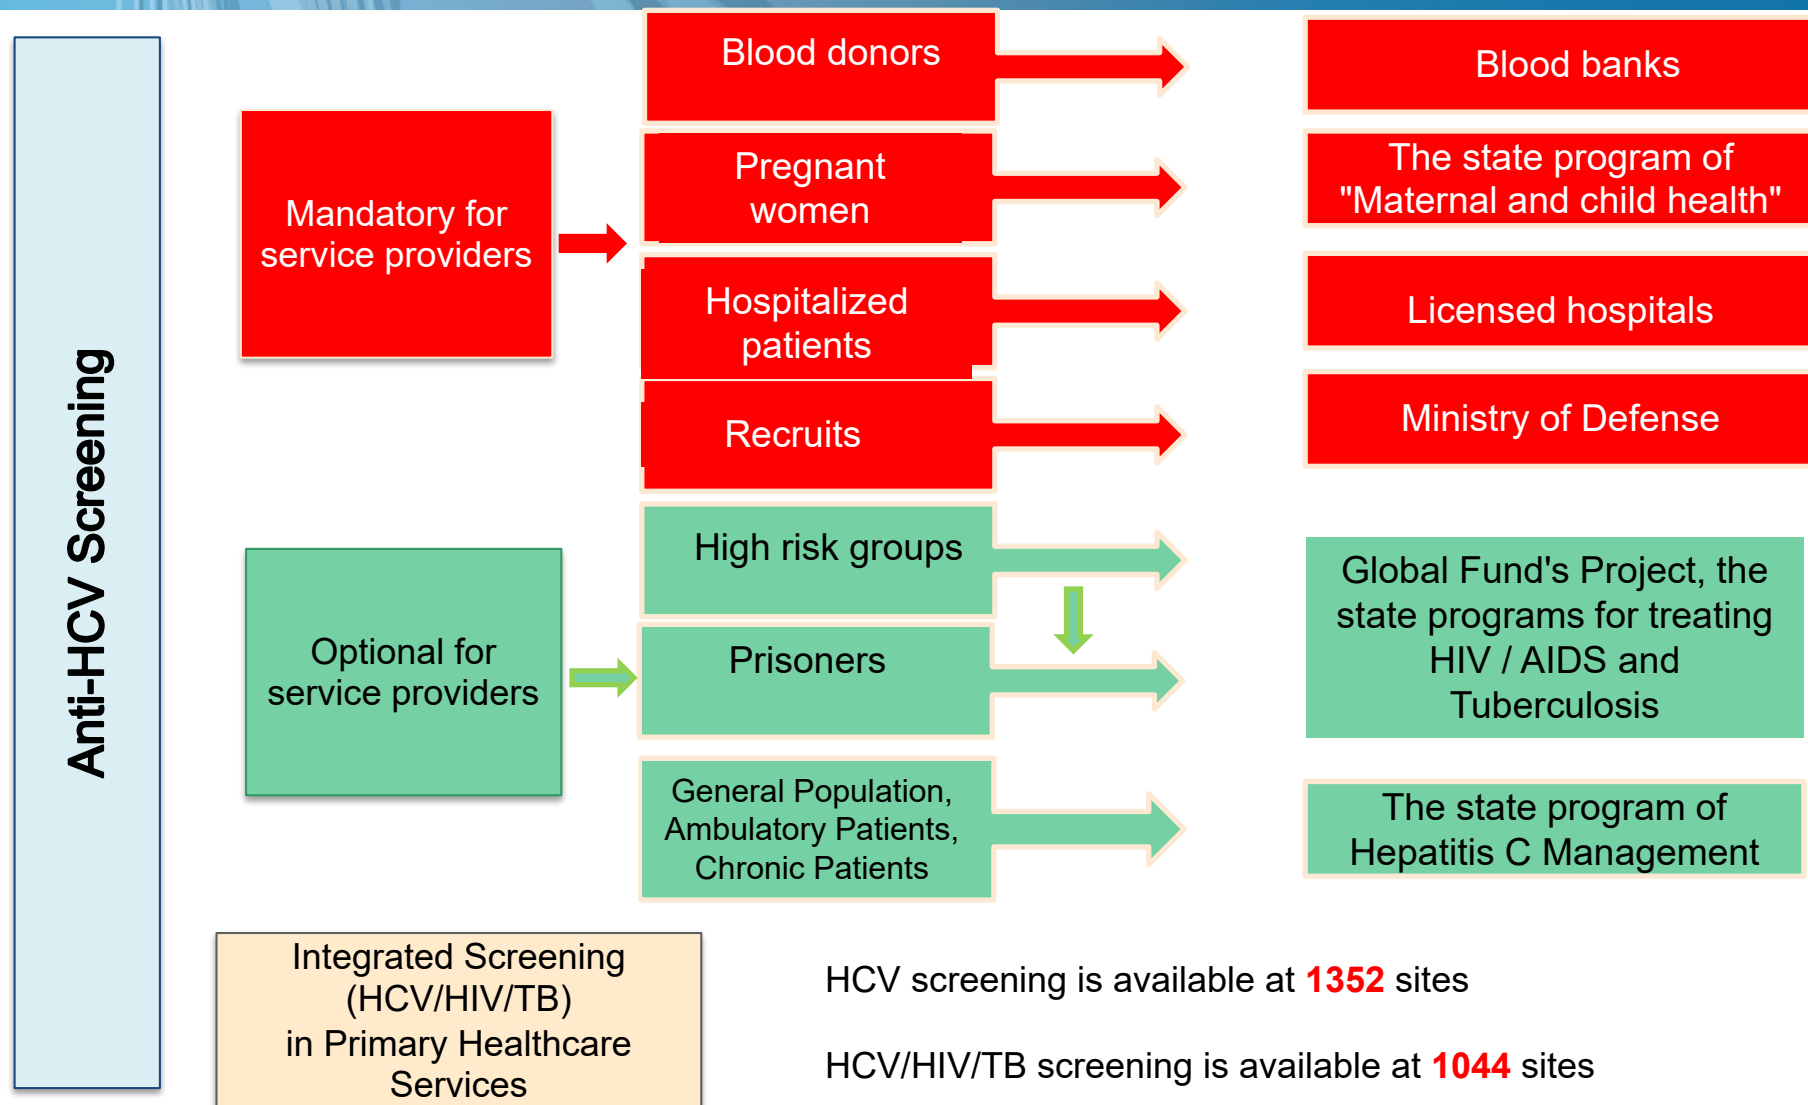 Anti-HCV Screening
Mandatory for
service providers
Blood donors
Blood banks
Pregnant
women
The state program of
"Maternal and child health"
Hospitalized
patients
Licensed hospitals
Recruits
Ministry of Defense
Optional for
service providers
High risk groups
Prisoners
Global Fund's Project, the
state programs for treating
HIV / AIDS and
Tuberculosis
General Population,
Ambulatory Patients,
Chronic Patients
The state program of
Hepatitis C Management
Integrated Screening
(HCV/HIV/TB)
in Primary Healthcare
Services
HCV screening is available at 1352 sites
HCV/HIV/TB screening is available at 1044 sites